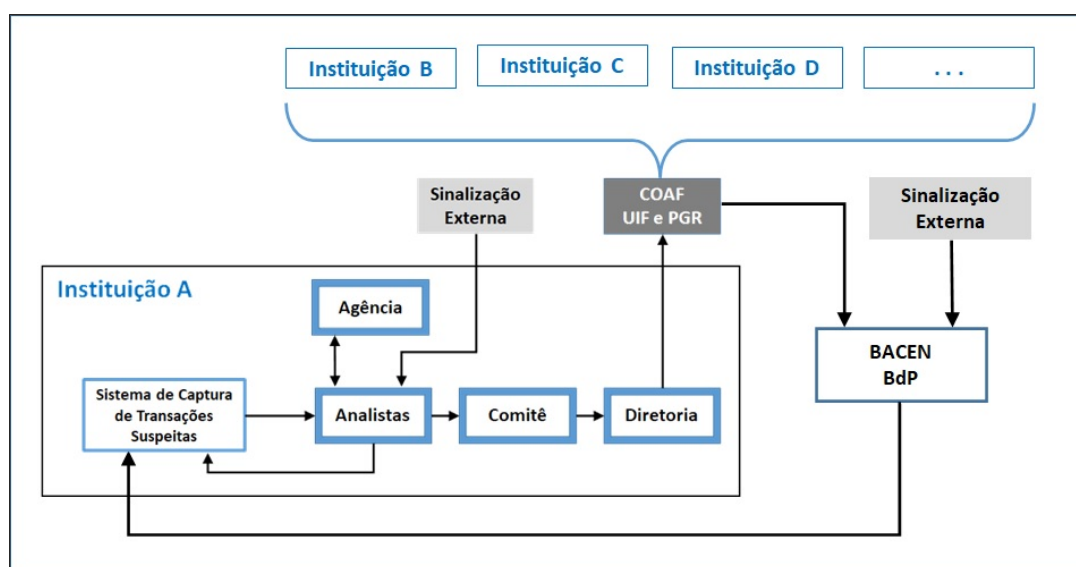 Instituição B
Instituição C
Instituição D
. . .
Sinalização
Externa
COAF
UIF e PGR
Sinalização
Externa
Instituição A
Agência
BACEN
BdP
Sistema de Captura
de Transações
Suspeitas
Analistas
Comitê
Diretoria